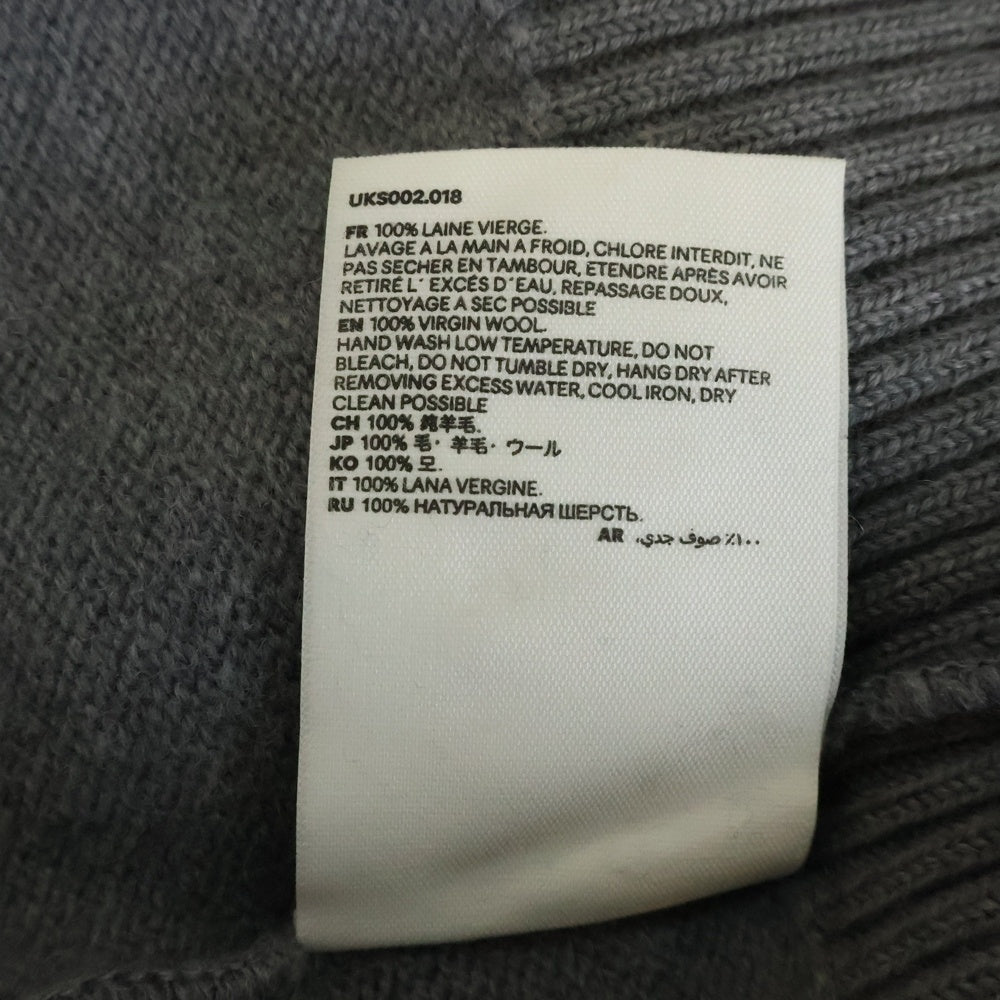 UKS002.018
FR 100% LAINE VIERGE.
LAVAGE A LA MAIN A FROID, CHLORE INTERDIT, NE
PAS SECHER EN TAMBOUR, ETENDRE APRÈS AVOIR
RETIRÉ L' EXCÉS D'EAU, REPASSAGE DOUX,
NETTOYAGE A SEC POSSIBLE
EN 100% VIRGIN WOOL.
HAND WASH LOW TEMPERATURE, DO NOT
BLEACH, DO NOT TUMBLE DRY, HANG DRY AFTER
REMOVING EXCESS WATER, COOL IRON, DRY
CLEAN POSSIBLE
CH 100% 純羊毛.
JP 100% 毛· 羊毛· ウール
KO 100% 모.
IT 100% LANA VERGINE.
RU 100% НАТУРАЛЬНАЯ ШЕРСТЬ.
AR ١٠٠٪ صوف جدي.